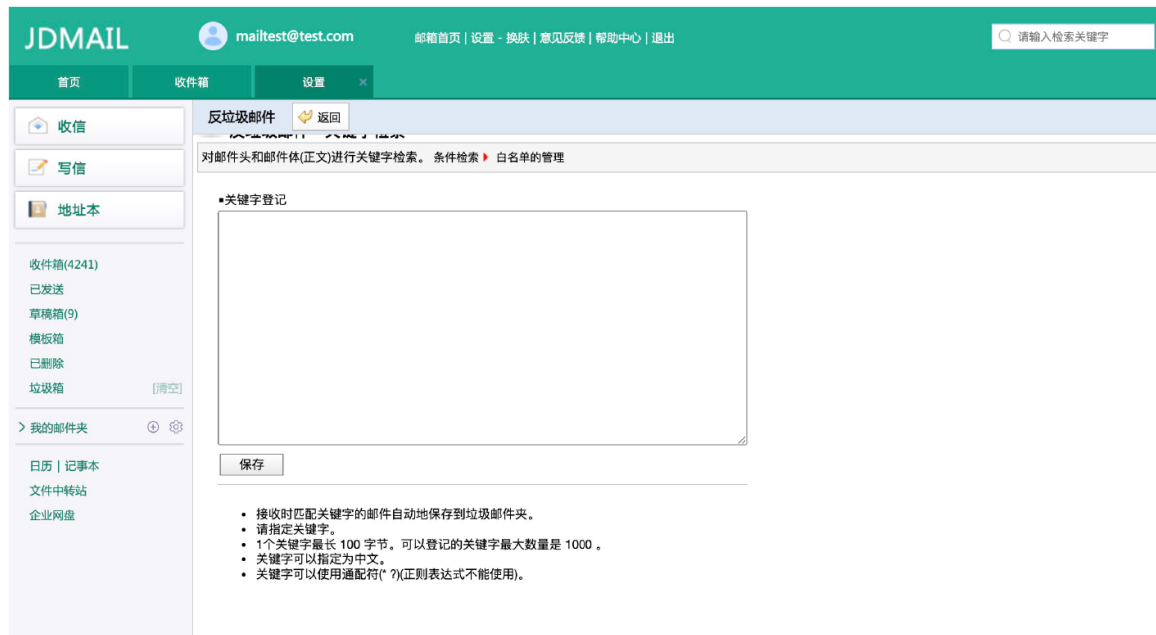 JDMAIL
mailtest@test.com
邮箱首页 | 设置 - 换肤 | 意见反馈 | 帮助中心 | 退出
请输入检索关键字
首页
收件箱
设置 ×
收信
写信
地址本
收件箱(4241)
已发送
草稿箱(9)
模板箱
已删除
垃圾箱 [清空]
我的邮件夹
日历 | 记事本
文件中转站
企业网盘
反垃圾邮件 返回
对邮件头和邮件体(正文)进行关键字检索。 条件检索 白名单的管理
▪关键字登记
保存
• 接收时匹配关键字的邮件自动地保存到垃圾邮件夹。
• 请指定关键字。
• 1个关键字最长 100 字节。可以登记的关键字最大数量是 1000 。
• 关键字可以指定为中文。
• 关键字可以使用通配符(* ?)(正则表达式不能使用)。